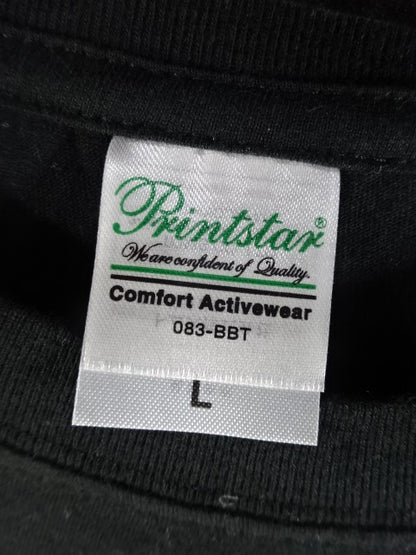 Printstar®
We are confident of Quality.
Comfort Activewear
083-BBT
L